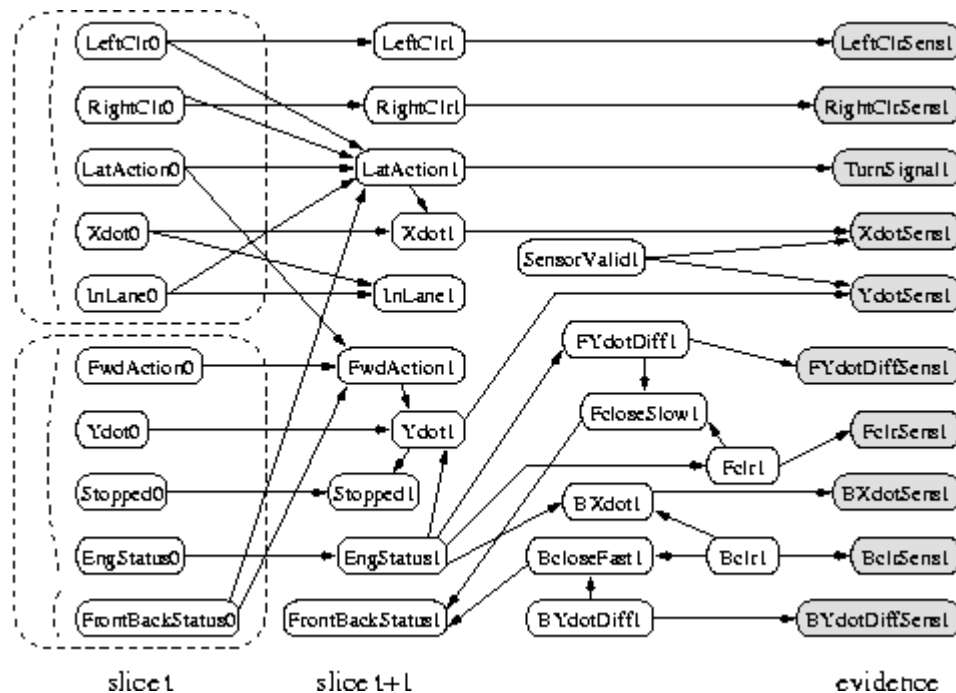 LeftClr0 LeftClr1 LeftClrSens1
RightClr0 RightClr1 RightClrSens1
LatAction0 LatAction1 TurnSignal1
Xdot0 Xdot1 XdotSens1
SensorValid1
InLane0 InLane1 YdotSens1
FYdotDiff1
FwdAction0 FwdAction1 FYdotDiffSens1
FcloseSlow1
Ydot0 Ydot1 FclrSens1
Fclr1
Stopped0 Stopped1 BXdot1 BXdotSens1
EngStatus0 EngStatus1 BcloseFast1 Bclr1 BclrSens1
FrontBackStatus0 FrontBackStatus1 BYdotDiff1 BYdotDiffSens1
slice t slice t+1 evidence